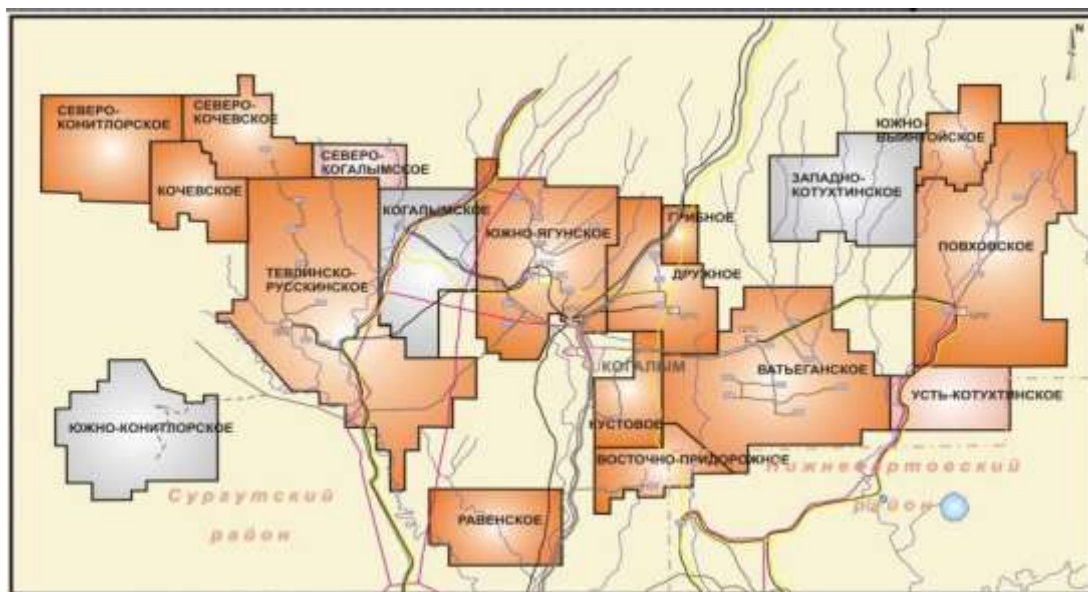 N
СЕВЕРО-
КОНИТЛОРСКОЕ
СЕВЕРО-
КОЧЕВСКОЕ
СЕВЕРО-
КОГАЛЫМСКОЕ
КОЧЕВСКОЕ
КОГАЛЫМСКОЕ
ЮЖНО-ЯГУНСКОЕ
ГРИБНОЕ
ЗАПАДНО-
КОТУХТИНСКОЕ
ЮЖНО-
ВЫИНТОЙСКОЕ
ПОВХОВСКОЕ
ТЕВЛИНСКО-
РУССКИНСКОЕ
ДРУЖНОЕ
КОГАЛЫМ
ВАТЬЕГАНСКОЕ
УСТЬ-КОТУХТИНСКОЕ
ЮЖНО-КОНИТЛОРСКОЕ
КУСТОВОЕ
ВОСТОЧНО-ПРИДОРОЖНОЕ
Нижневартовский
район
Сургутский
район
РАВЕНСКОЕ